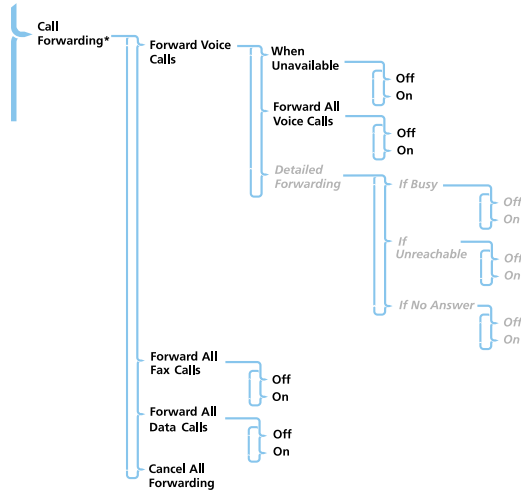 Call
Forwarding*
Forward Voice
Calls
When
Unavailable
Off
On
Forward All
Voice Calls
Off
On
Detailed
Forwarding
If Busy
Off
On
If
Unreachable
Off
On
If No Answer
Off
On
Forward All
Fax Calls
Off
On
Forward All
Data Calls
Off
On
Cancel All
Forwarding